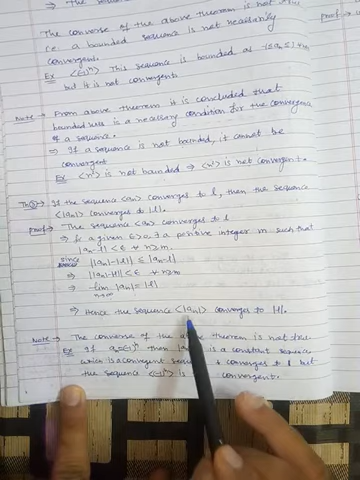 ⇒ The sequence
The converse of the above theorem is not true
i.e. a bounded sequence is not necessarily
convergent.
Ex <(-1)ⁿ> This sequence is bounded as -1≤aₙ≤1 ∀n∈N
but it is not convergent.
Note → From above theorem it is concluded that
boundedness is a necessary condition for the convergence
of a sequence.
⇒ If a sequence is not bounded, it cannot be
convergent
Ex <n²> is not bounded ⇒ <n²> is not convergent.
Th If the sequence <aₙ> converges to l, then the sequence
<|aₙ|> converges to |l|.
Proof → The sequence <aₙ> converges to l
⇒ for a given ε>0, ∃ a positive integer m such that
|aₙ-l|<ε ∀ n≥m
since ||aₙ|-|l|| ≤ |aₙ-l|
⇒ ||aₙ|-|l|| < ε ∀ n≥m
⇒ lim |aₙ| = |l|
n→∞
⇒ Hence the sequence <|aₙ|> converges to |l|.
Note → The converse of the above theorem is not true
Ex If aₙ=(-1)ⁿ then is a constant sequence
which is a convergent & converges to 1 but
the sequence <(-1)ⁿ> is convergent.